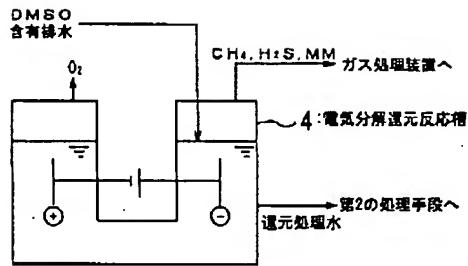 DMSO
含有排水
O₂
CH₄,H₂S,MM
ガス処理装置へ
4:電気分解還元反応槽
⊕
⊖
第2の処理手段へ
還元処理水